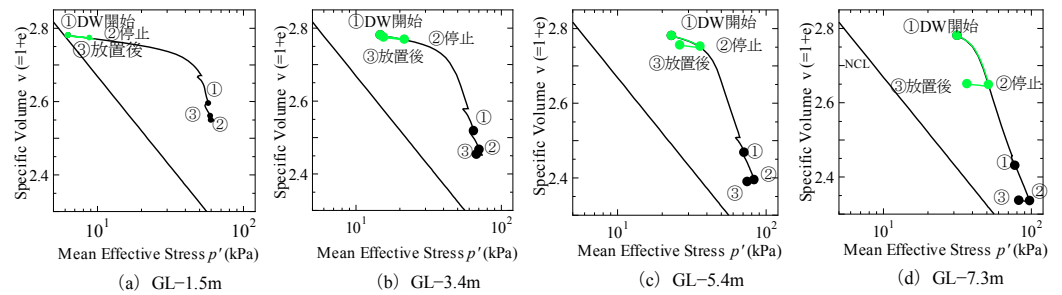 Specific Volume v (=1+e)
2.8
2.6
2.4
①DW開始
②停止
③放置後
①
③
②
10¹
10²
Mean Effective Stress p' (kPa)
(a) GL−1.5m
2.8
2.6
2.4
Specific Volume v (=1+e)
①DW開始
②停止
③放置後
①
③
②
10¹
10²
Mean Effective Stress p' (kPa)
(b) GL−3.4m
2.8
2.6
2.4
Specific Volume v (=1+e)
①DW開始
②停止
③放置後
①
②
③
10¹
10²
Mean Effective Stress p' (kPa)
(c) GL−5.4m
2.8
2.6
2.4
Specific Volume v (=1+e)
①DW開始
NCL
③放置後
②停止
①
③
②
10¹
10²
Mean Effective Stress p' (kPa)
(d) GL−7.3m